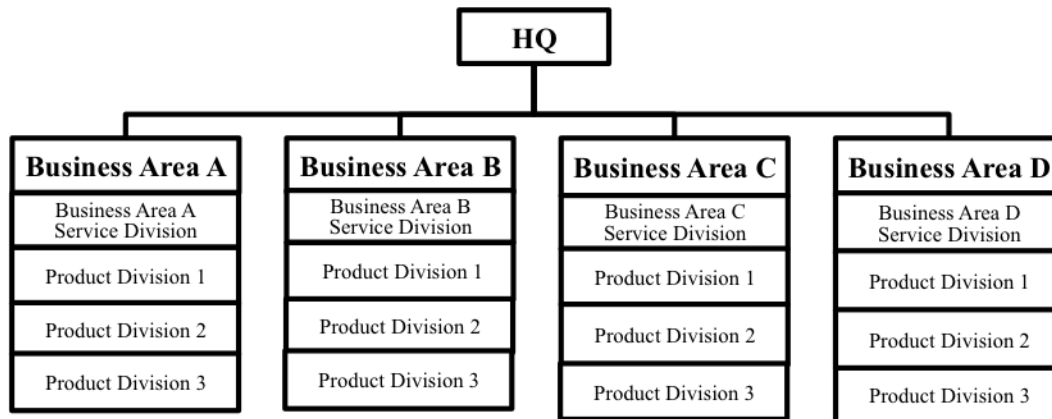 HQ
Business Area A
Business Area A
Service Division
Product Division 1
Product Division 2
Product Division 3
Business Area B
Business Area B
Service Division
Product Division 1
Product Division 2
Product Division 3
Business Area C
Business Area C
Service Division
Product Division 1
Product Division 2
Product Division 3
Business Area D
Business Area D
Service Division
Product Division 1
Product Division 2
Product Division 3